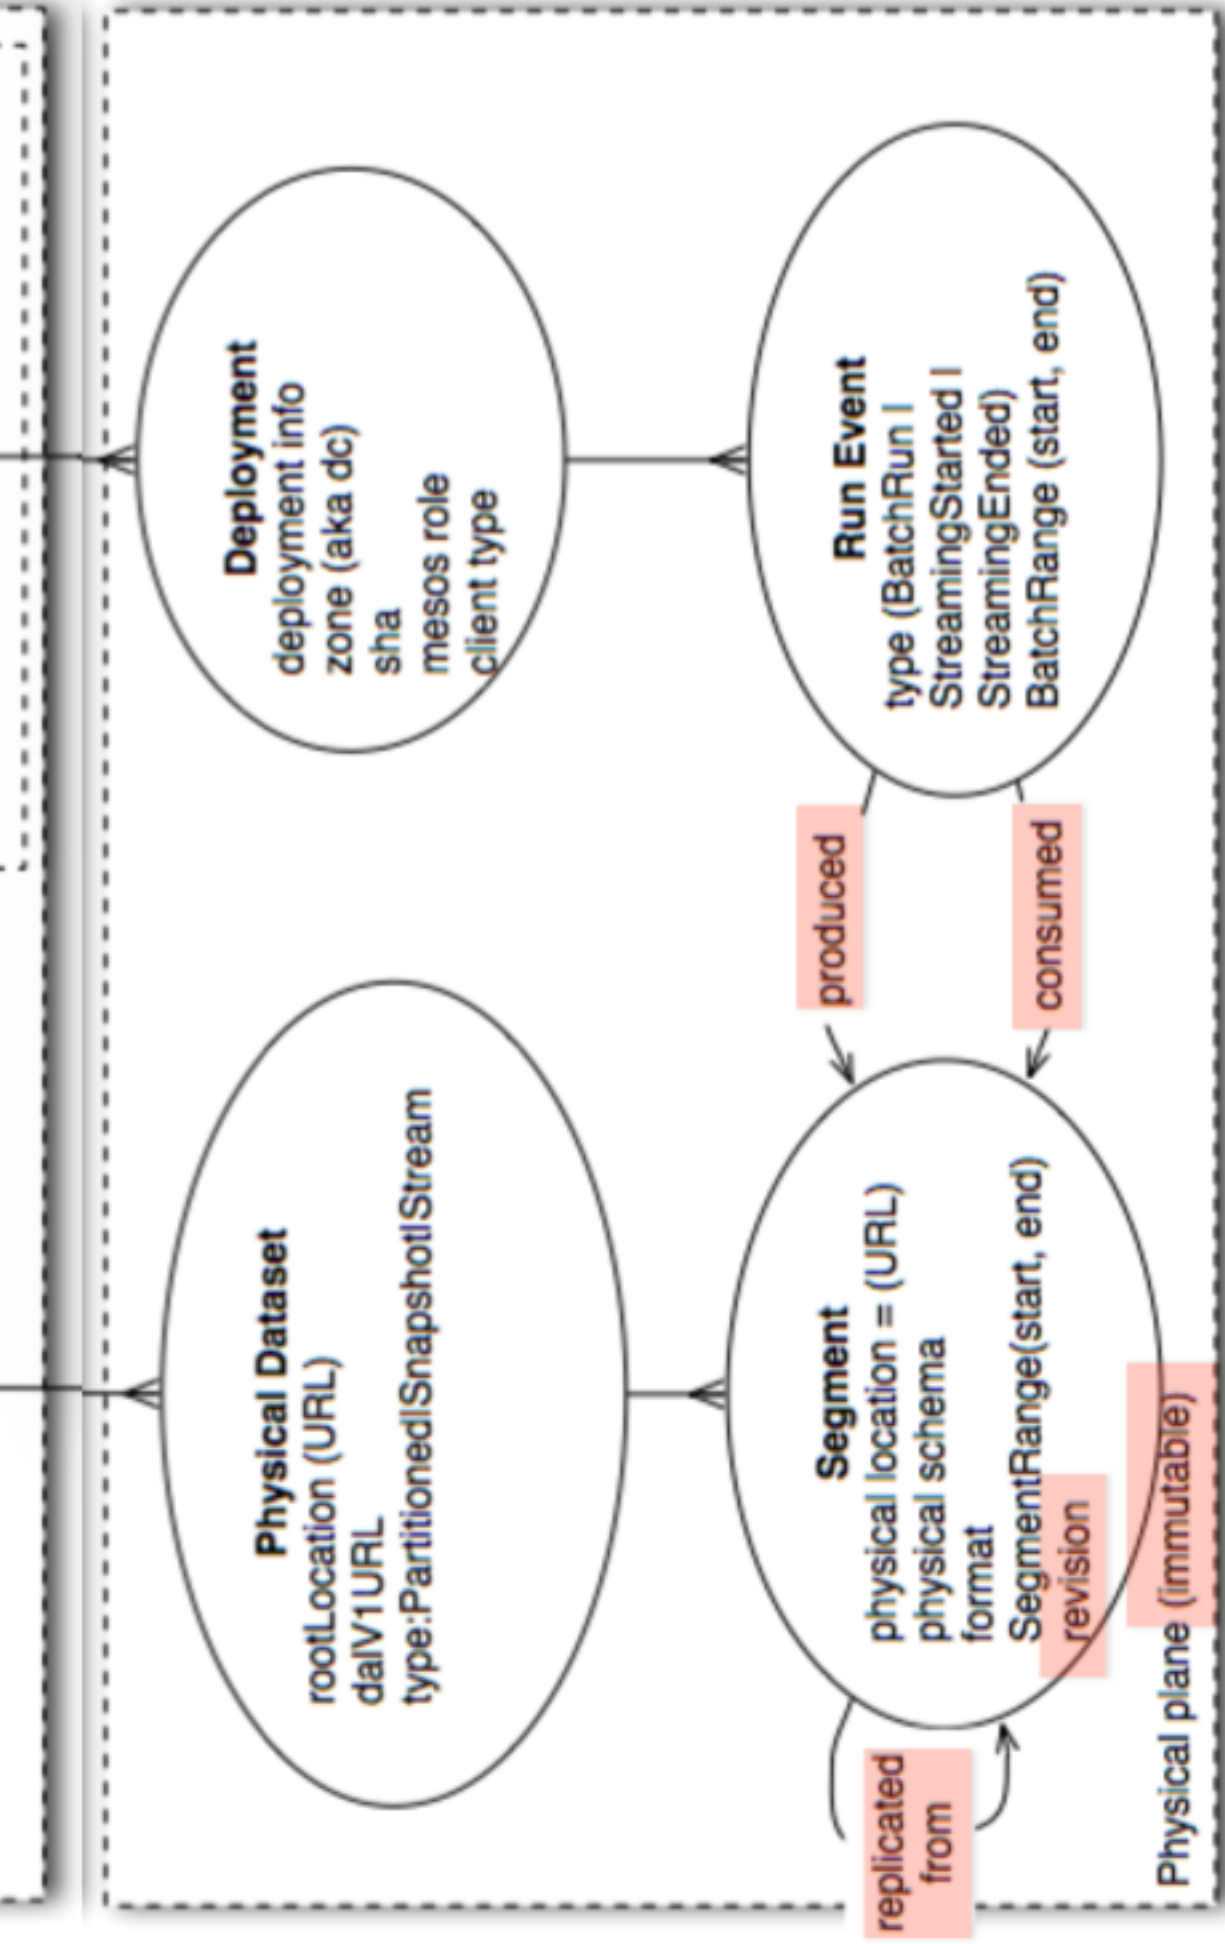 Physical Dataset
rootLocation (URL)
dalV1URL
type:Partitioned|Snapshot|Stream
Deployment
deployment info
zone (aka dc)
sha
mesos role
client type
replicated
from
Segment
physical location = (URL)
physical schema
format
SegmentRange(start, end)
revision
produced
consumed
Run Event
type (BatchRun |
StreamingStarted |
StreamingEnded)
BatchRange (start, end)
Physical plane (immutable)